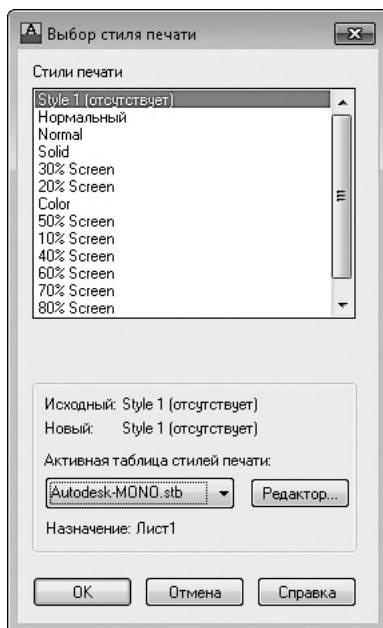 Выбор стиля печати
Стили печати
Style 1 (отсутствует)
Нормальный
Normal
Solid
30% Screen
20% Screen
Color
50% Screen
10% Screen
40% Screen
60% Screen
70% Screen
80% Screen
Исходный: Style 1 (отсутствует)
Новый: Style 1 (отсутствует)
Активная таблица стилей печати:
Autodesk-MONO.stb Редактор...
Назначение: Лист1
OK Отмена Справка